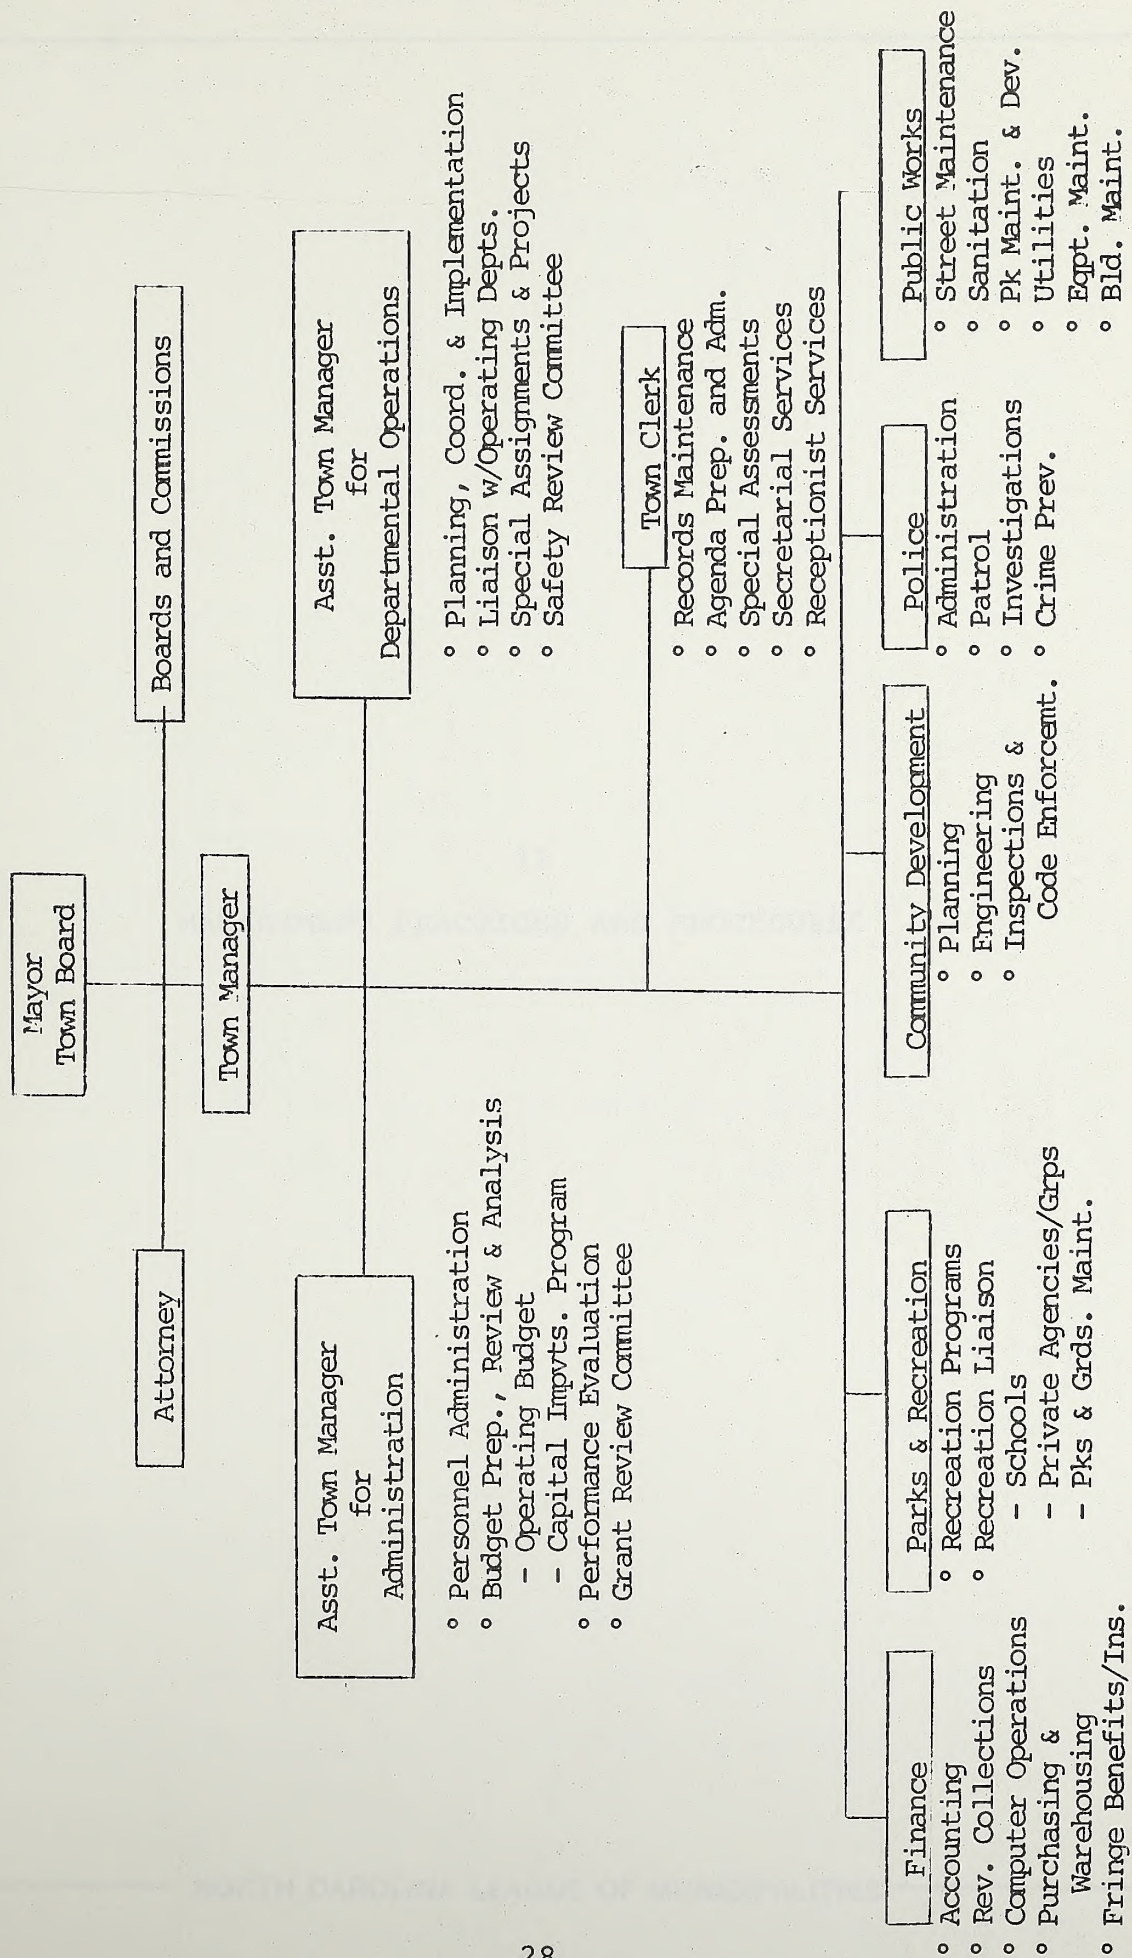 Mayor
Town Board
Attorney
Boards and Commissions
Town Manager
Asst. Town Manager
for
Administration
° Personnel Administration
° Budget Prep., Review & Analysis
- Operating Budget
- Capital Impvts. Program
° Performance Evaluation
° Grant Review Committee
Asst. Town Manager
for
Departmental Operations
° Planning, Coord. & Implementation
° Liaison w/Operating Depts.
° Special Assignments & Projects
° Safety Review Committee
Town Clerk
° Records Maintenance
° Agenda Prep. and Adm.
° Special Assessments
° Secretarial Services
° Receptionist Services
Finance
° Accounting
° Rev. Collections
° Computer Operations
° Purchasing &
Warehousing
° Fringe Benefits/Ins.
Parks & Recreation
° Recreation Programs
° Recreation Liaison
- Schools
- Private Agencies/Grps
- Pks & Grds. Maint.
Community Development
° Planning
° Engineering
° Inspections &
Code Enforcemt.
Police
° Administration
° Patrol
° Investigations
° Crime Prev.
Public Works
° Street Maintenance
° Sanitation
° Pk Maint. & Dev.
° Utilities
° Eqpt. Maint.
° Bld. Maint.
28
NORTH CAROLINA LEAGUE OF MUNICIPALITIES